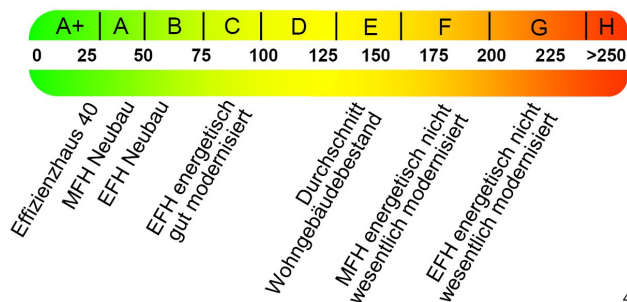 A+ A B C D E F G H
0 25 50 75 100 125 150 175 200 225 >250
Effizienzhaus 40
MFH Neubau
EFH Neubau
EFH energetisch
gut modernisiert
Durchschnitt
Wohngebäudebestand
MFH energetisch nicht
wesentlich modernisiert
EFH energetisch nicht
wesentlich modernisiert